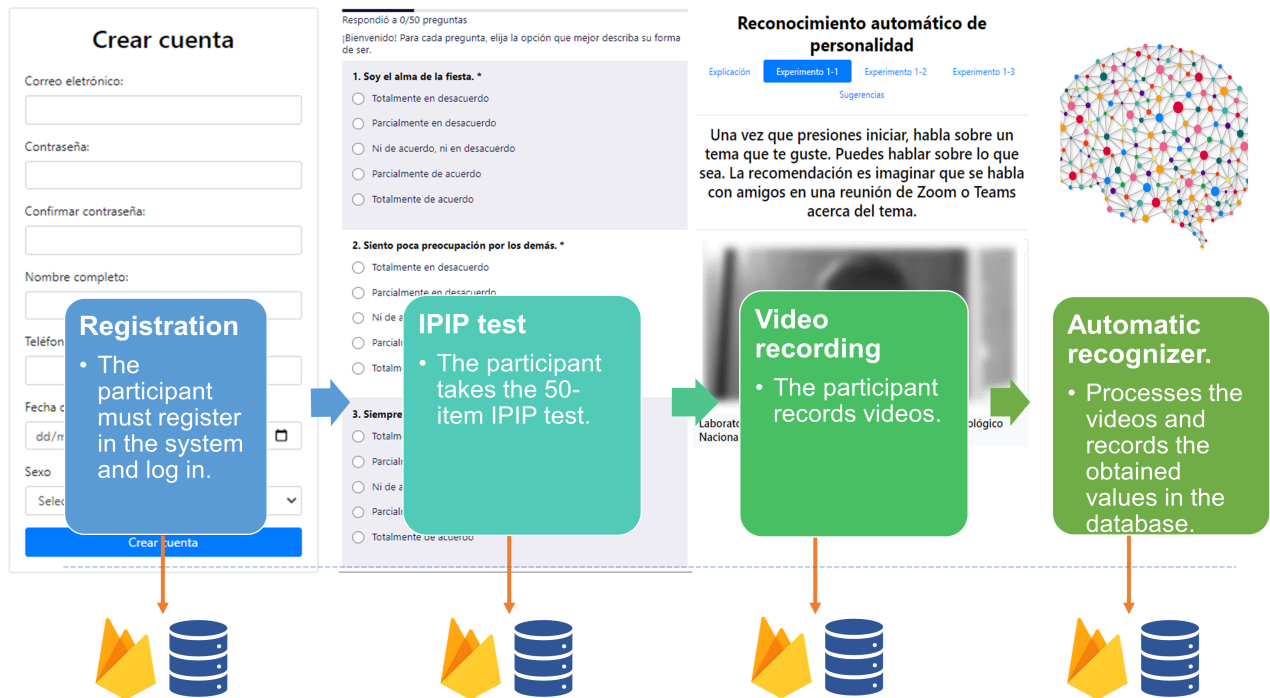 Crear cuenta
Correo eletrónico:
Contraseña:
Confirmar contraseña:
Nombre completo:
Sexo
Crear cuenta
Respondió a 0/50 preguntas
¡Bienvenido! Para cada pregunta, elija la opción que mejor describa su forma
de ser.
1. Soy el alma de la fiesta. *
Totalmente en desacuerdo
Parcialmente en desacuerdo
Ni de acuerdo, ni en desacuerdo
Parcialmente de acuerdo
Totalmente de acuerdo
2. Siento poca preocupación por los demás. *
Totalmente en desacuerdo
Parcialmente en desacuerdo
Ni de
3. Siempre
Totalmente de acuerdo
Reconocimiento automático de
personalidad
Explicación Experimento 1-1 Experimento 1-2 Experimento 1-3
Sugerencias
Una vez que presiones iniciar, habla sobre un
tema que te guste. Puedes hablar sobre lo que
sea. La recomendación es imaginar que se habla
con amigos en una reunión de Zoom o Teams
acerca del tema.
Registration
• The
participant
must register
in the system
and log in.
IPIP test
• The participant
takes the 50-
item IPIP test.
Video
recording
• The participant
records videos.
Automatic
recognizer.
• Processes the
videos and
records the
obtained
values in the
database.